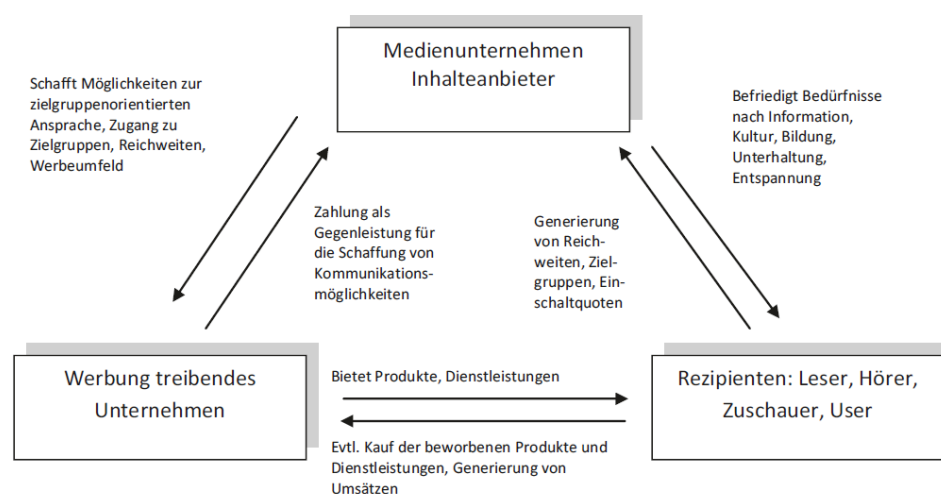 Medienunternehmen
Inhalteanbieter
Schafft Möglichkeiten zur
zielgruppenorientierten
Ansprache, Zugang zu
Zielgruppen, Reichweiten,
Werbeumfeld
Befriedigt Bedürfnisse
nach Information,
Kultur, Bildung,
Unterhaltung,
Entspannung
Zahlung als
Gegenleistung für
die Schaffung von
Kommunikations-
möglichkeiten
Generierung
von Reich-
weiten, Ziel-
gruppen, Ein-
schaltquoten
Werbung treibendes
Unternehmen
Bietet Produkte, Dienstleistungen
Evtl. Kauf der beworbenen Produkte und
Dienstleistungen, Generierung von
Umsätzen
Rezipienten: Leser, Hörer,
Zuschauer, User